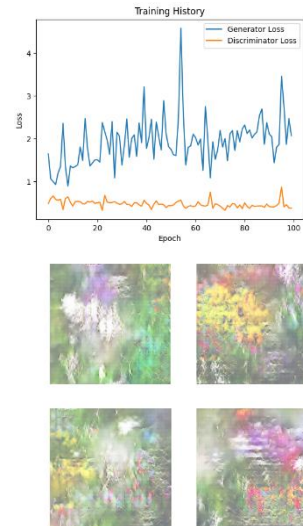 Training History
Generator Loss
Discriminator Loss
4
3
2
1
Loss
0
20
40
60
80
100
Epoch